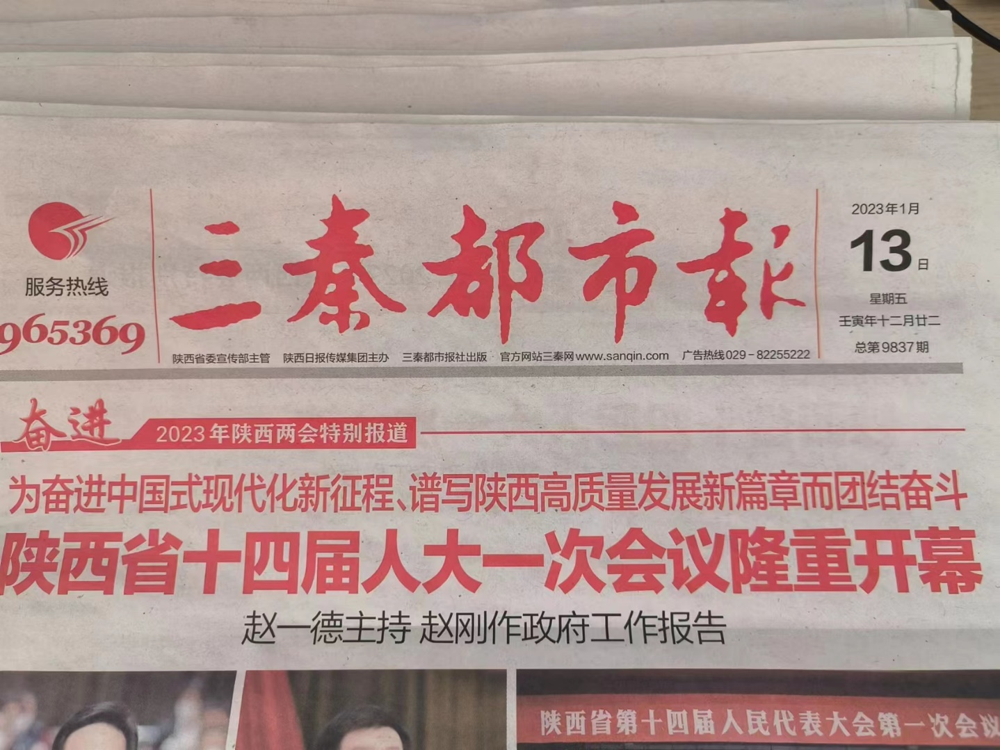 服务热线
965369
三秦都市报
陕西省委宣传部主管 陕西日报传媒集团主办 三秦都市报社出版 官方网站三秦网www.sanqin.com 广告热线029-82255222
2023年1月
13日
星期五
壬寅年十二月廿二
总第9837期
奋进 2023年陕西两会特别报道
为奋进中国式现代化新征程、谱写陕西高质量发展新篇章而团结奋斗
陕西省十四届人大一次会议隆重开幕
赵一德主持 赵刚作政府工作报告
陕西省第十四届人民代表大会第一次会议